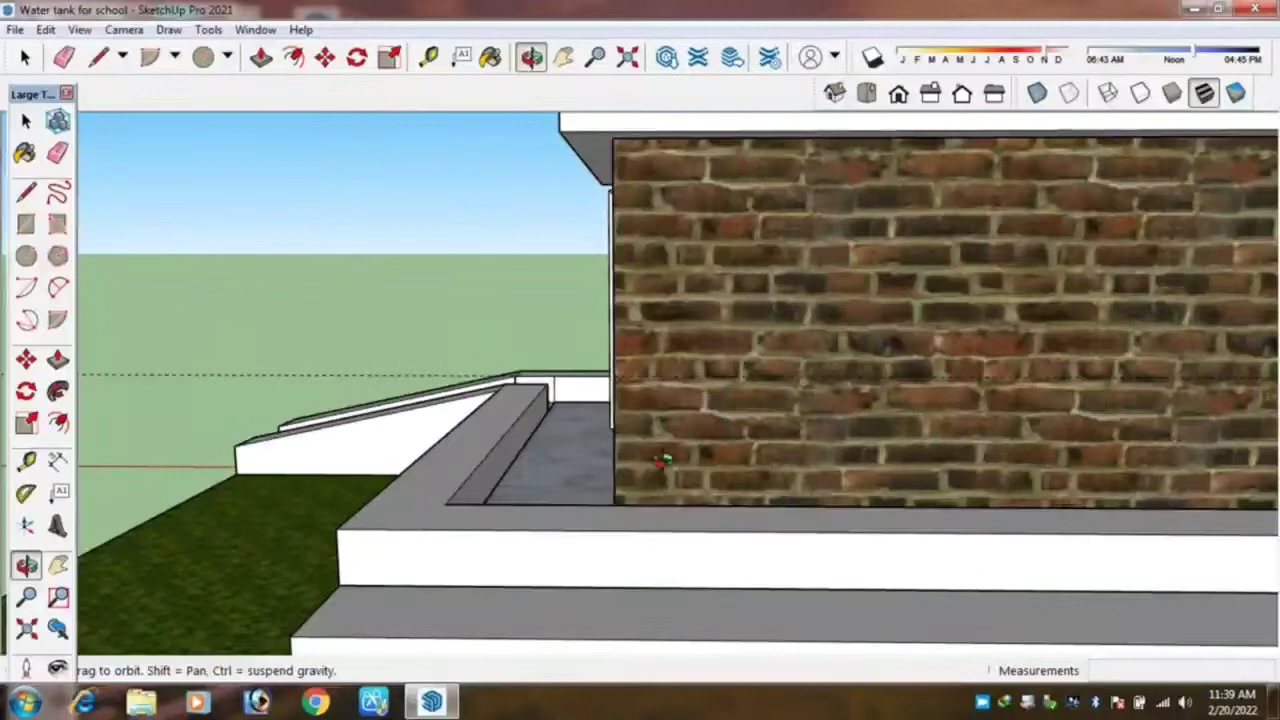 Water tank for school - SketchUp Pro 2021
File Edit View Camera Draw Tools Window Help
J F M A M J J A S O N D 06:43 AM Noon 04:45 PM
Large T...
rag to orbit. Shift = Pan, Ctrl = suspend gravity.
Measurements
11:39 AM
2/20/2022